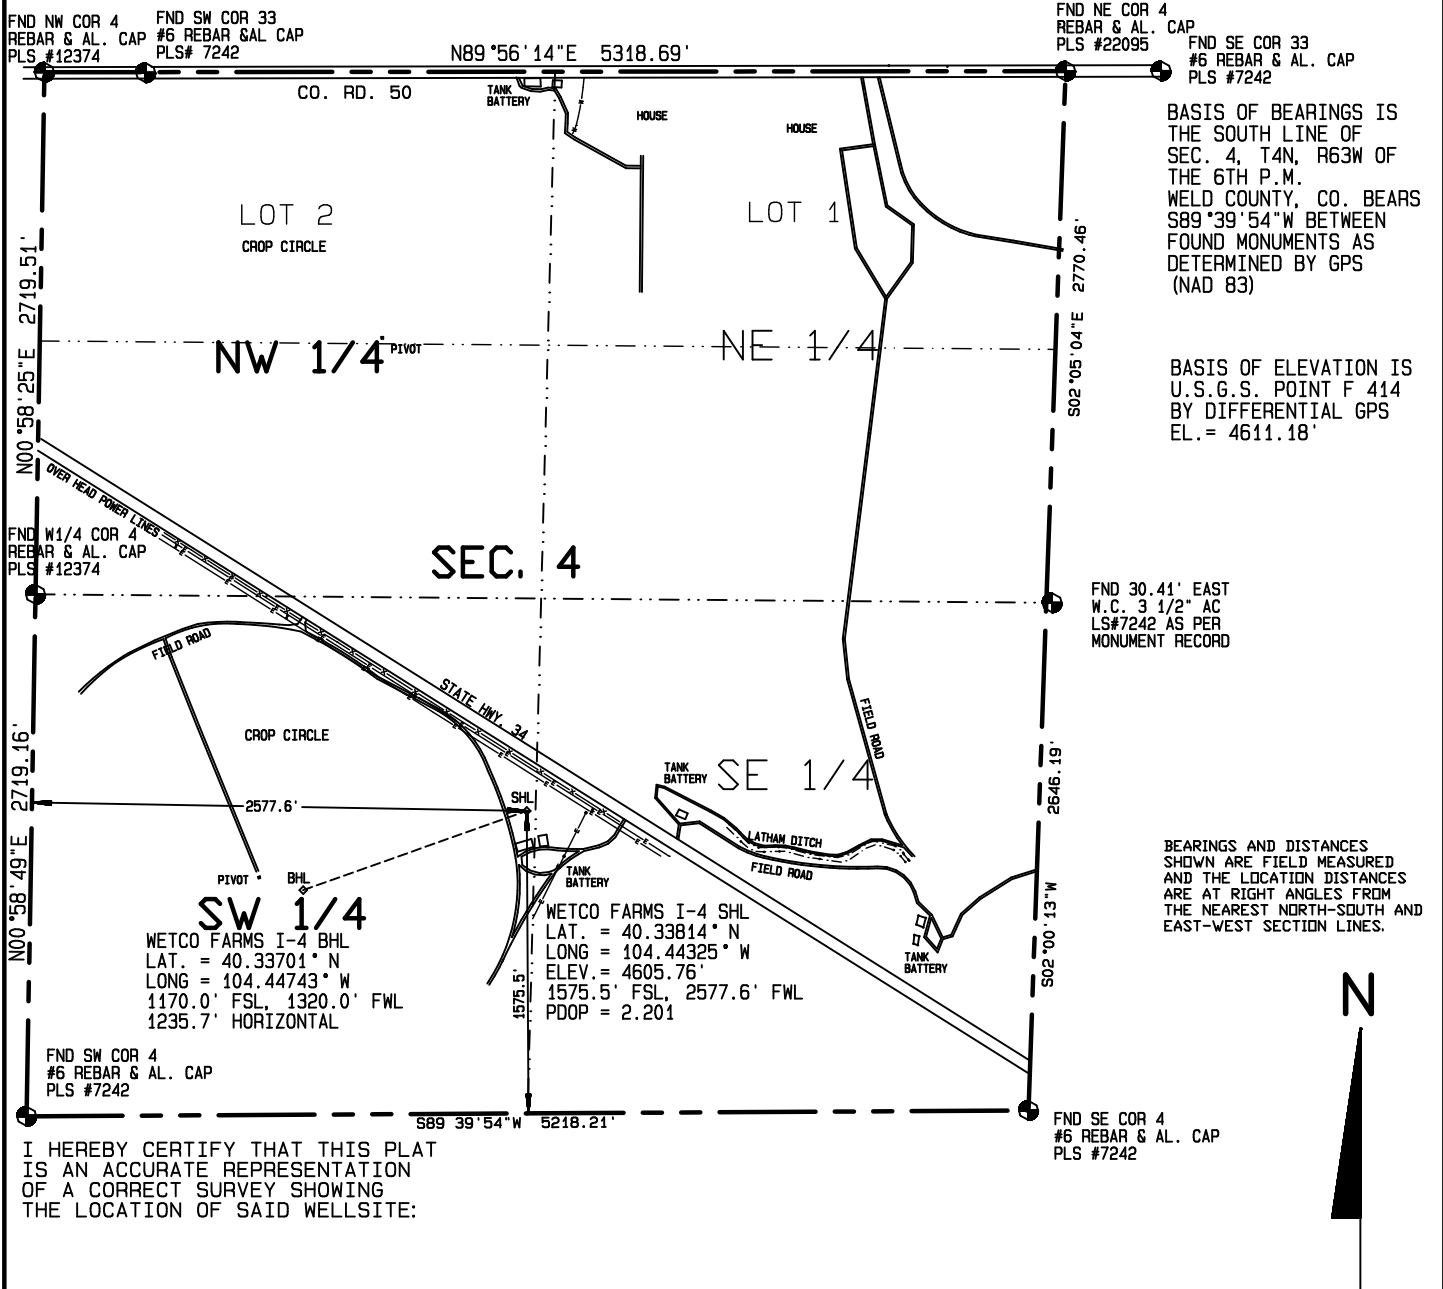 FND NW COR 4
REBAR & AL. CAP
PLS #12374
FND SW COR 33
#6 REBAR &AL CAP
PLS# 7242
N89°56'14"E 5318.69'
FND NE COR 4
REBAR & AL. CAP
PLS #22095
FND SE COR 33
#6 REBAR & AL. CAP
PLS #7242
CO. RD. 50
TANK
BATTERY
HOUSE
HOUSE
BASIS OF BEARINGS IS
THE SOUTH LINE OF
SEC. 4, T4N, R63W OF
THE 6TH P.M.
WELD COUNTY, CO. BEARS
S89°39'54"W BETWEEN
FOUND MONUMENTS AS
DETERMINED BY GPS
(NAD 83)
LOT 2
CROP CIRCLE
LOT 1
N00°58'25"E 2719.51'
S02°05'04"E 2770.46'
NW 1/4
PIVOT
NE 1/4
BASIS OF ELEVATION IS
U.S.G.S. POINT F 414
BY DIFFERENTIAL GPS
EL.= 4611.18'
OVER HEAD POWER LINES
FND W1/4 COR 4
REBAR & AL. CAP
PLS #12374
SEC. 4
FND 30.41' EAST
W.C. 3 1/2" AC
LS#7242 AS PER
MONUMENT RECORD
FIELD ROAD
STATE HWY. 34
FIELD ROAD
CROP CIRCLE
N00°58'49"E 2719.16'
S02°00'13"W 2646.19'
TANK
BATTERY
SE 1/4
2577.6'
SHL
LATHAM DITCH
FIELD ROAD
BEARINGS AND DISTANCES
SHOWN ARE FIELD MEASURED
AND THE LOCATION DISTANCES
ARE AT RIGHT ANGLES FROM
THE NEAREST NORTH-SOUTH AND
EAST-WEST SECTION LINES.
PIVOT
BHL
TANK
BATTERY
SW 1/4
WETCO FARMS I-4 BHL
LAT. = 40.33701° N
LONG = 104.44743° W
1170.0' FSL, 1320.0' FWL
1235.7' HORIZONTAL
WETCO FARMS I-4 SHL
LAT. = 40.33814° N
LONG = 104.44325° W
ELEV.= 4605.76'
1575.5' FSL, 2577.6' FWL
PDOP = 2.201
1575.5'
TANK
BATTERY
N
FND SW COR 4
#6 REBAR & AL. CAP
PLS #7242
S89 39'54"W 5218.21'
FND SE COR 4
#6 REBAR & AL. CAP
PLS #7242
I HEREBY CERTIFY THAT THIS PLAT
IS AN ACCURATE REPRESENTATION
OF A CORRECT SURVEY SHOWING
THE LOCATION OF SAID WELLSITE: